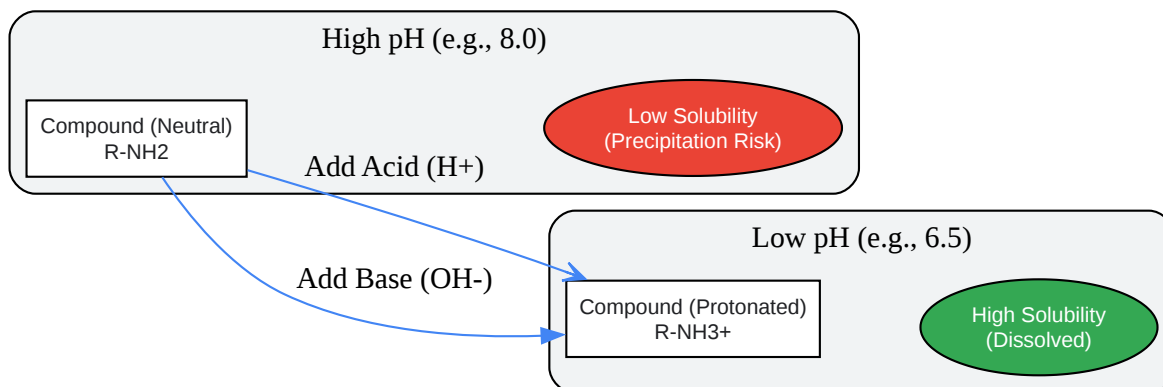 High pH (e.g., 8.0)
Compound (Neutral)
R-NH2
Low Solubility
(Precipitation Risk)
Add Acid (H+)
Low pH (e.g., 6.5)
Add Base (OH-)
Compound (Protonated)
R-NH3+
High Solubility
(Dissolved)